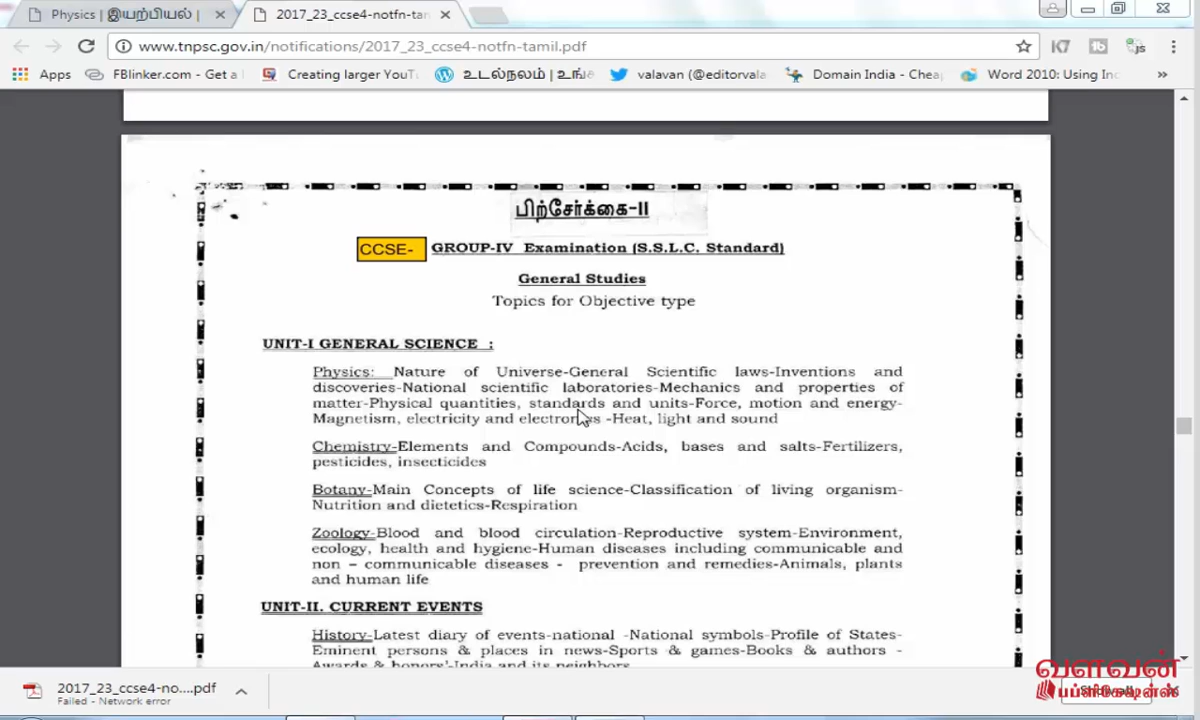 Physics | இயற்பியல் |
2017_23_ccse4-notfn-tam
www.tnpsc.gov.in/notifications/2017_23_ccse4-notfn-tamil.pdf
Apps FBlinker.com - Get a Creating larger YouT உடல்நலம் | உங் valavan (@editorvala Domain India - Chea Word 2010: Using In
பிற்சேர்க்கை-II
CCSE- GROUP-IV Examination (S.S.L.C. Standard)
General Studies
Topics for Objective type
UNIT-I GENERAL SCIENCE :
Physics: Nature of Universe-General Scientific laws-Inventions and
discoveries-National scientific laboratories-Mechanics and properties of
matter-Physical quantities, standards and units-Force, motion and energy-
Magnetism, electricity and electronics -Heat, light and sound
Chemistry-Elements and Compounds-Acids, bases and salts-Fertilizers,
pesticides, insecticides
Botany-Main Concepts of life science-Classification of living organism-
Nutrition and dietetics-Respiration
Zoology-Blood and blood circulation-Reproductive system-Environment,
ecology, health and hygiene-Human diseases including communicable and
non – communicable diseases - prevention and remedies-Animals, plants
and human life
UNIT-II. CURRENT EVENTS
History-Latest diary of events-national -National symbols-Profile of States-
Eminent persons & places in news-Sports & games-Books & authors -
Awards & honors'-India and its neighbors
2017_23_ccse4-no....pdf
Failed - Network error
வளவன்
பப்ளிகேஷன்ஸ்